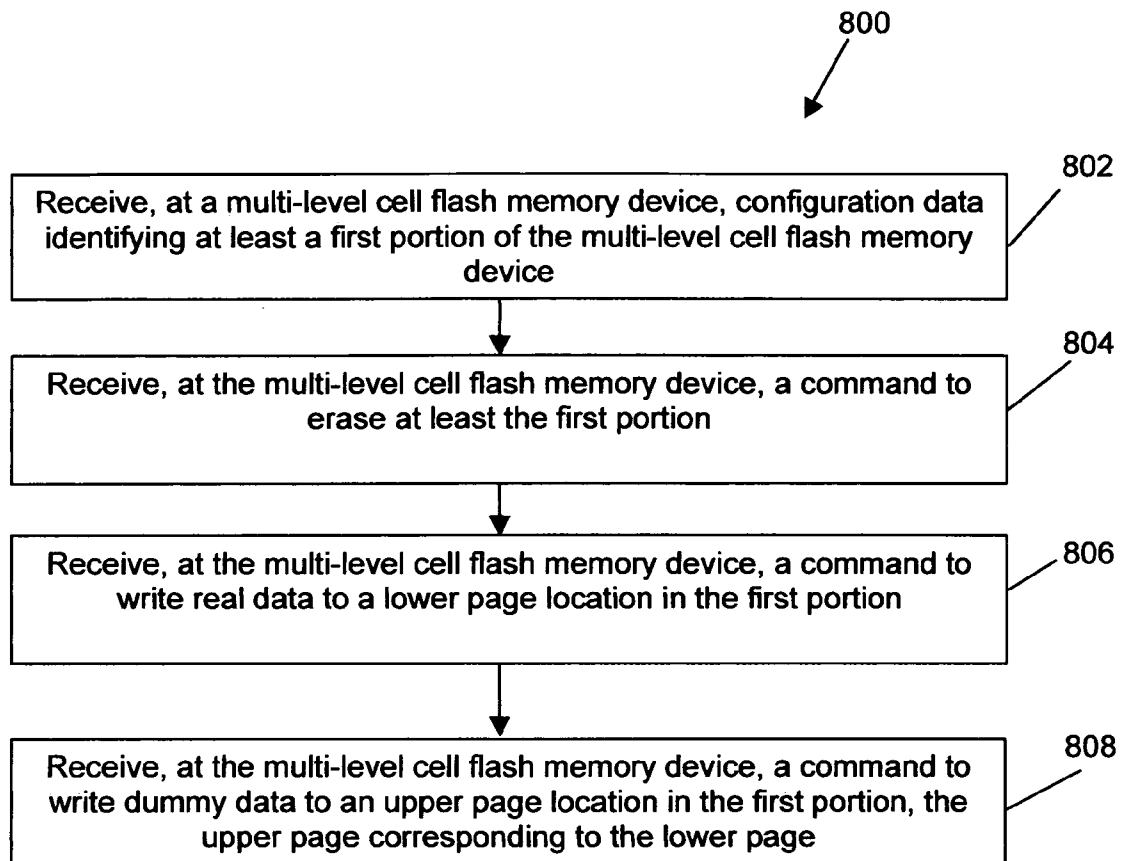 800
802
Receive, at a multi-level cell flash memory device, configuration data
identifying at least a first portion of the multi-level cell flash memory
device
804
Receive, at the multi-level cell flash memory device, a command to
erase at least the first portion
806
Receive, at the multi-level cell flash memory device, a command to
write real data to a lower page location in the first portion
808
Receive, at the multi-level cell flash memory device, a command to
write dummy data to an upper page location in the first portion, the
upper page corresponding to the lower page